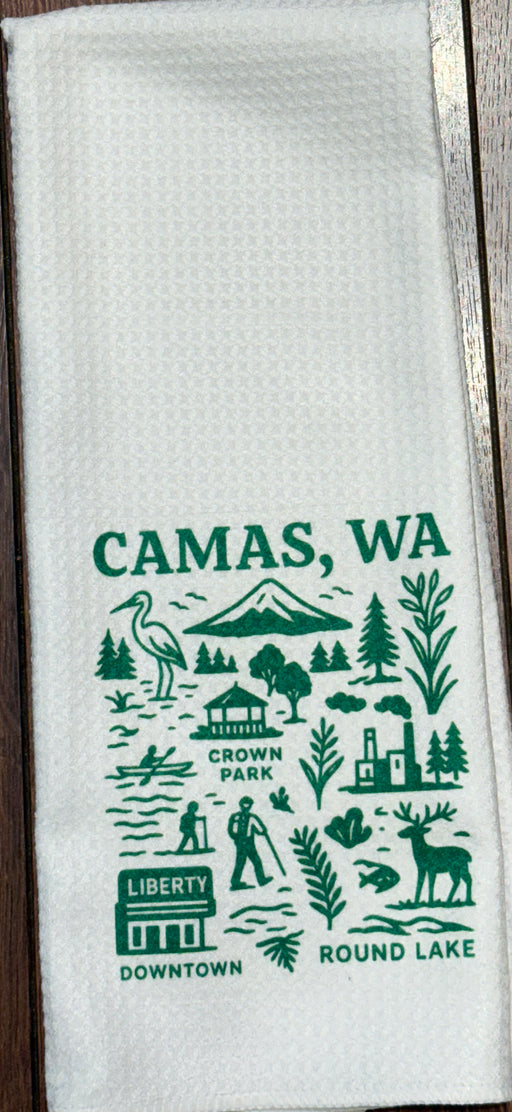 CAMAS, WA
CROWN
PARK
LIBERTY
DOWNTOWN
ROUND LAKE